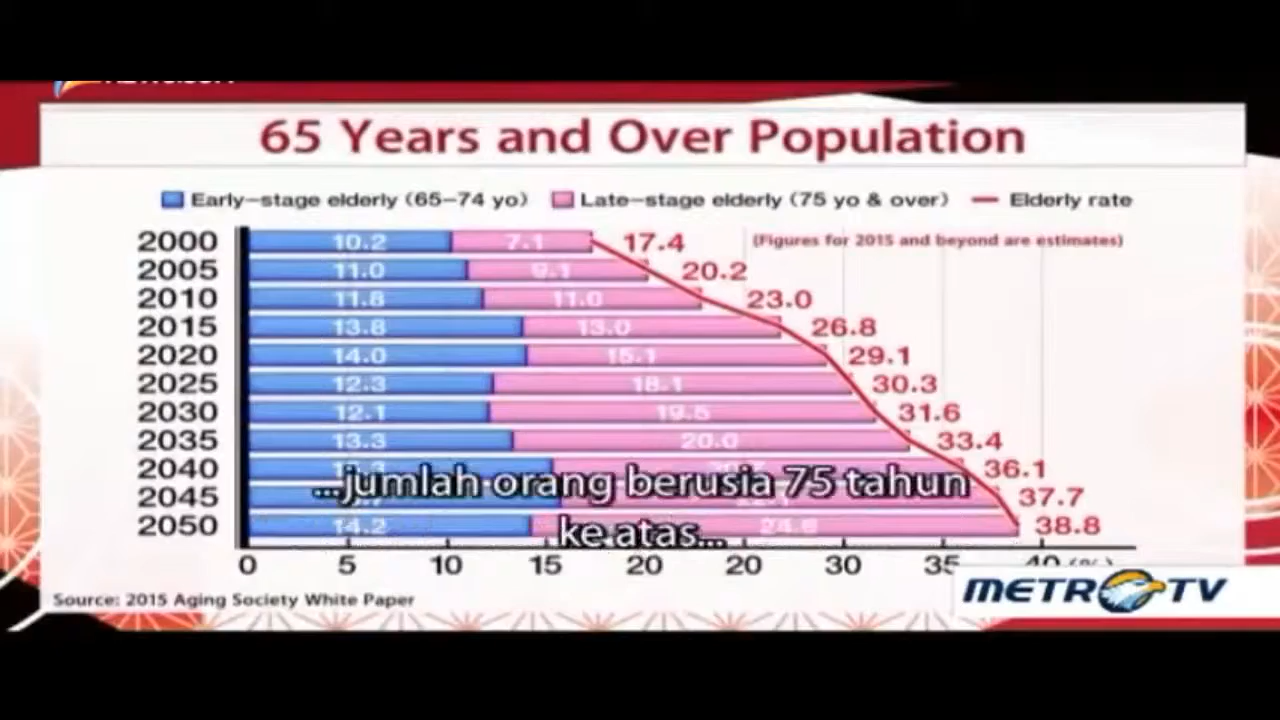 65 Years and Over Population
Early-stage elderly (65-74 yo) Late-stage elderly (75 yo & over) Elderly rate
2000 10.2 7.1 17.4 (Figures for 2015 and beyond are estimates)
2005 11.0 9.1 20.2
2010 11.8 11.0 23.0
2015 13.8 13.0 26.8
2020 14.0 15.1 29.1
2025 12.3 18.1 30.3
2030 12.1 19.5 31.6
2035 13.3 20.0 33.4
2040 36.1
...jumlah orang berusia 75 tahun
2045 37.7
2050 14.2 24.6 38.8
ke atas...
0 5 10 15 20 20 30 35 40 (%)
Source: 2015 Aging Society White Paper
METRO TV